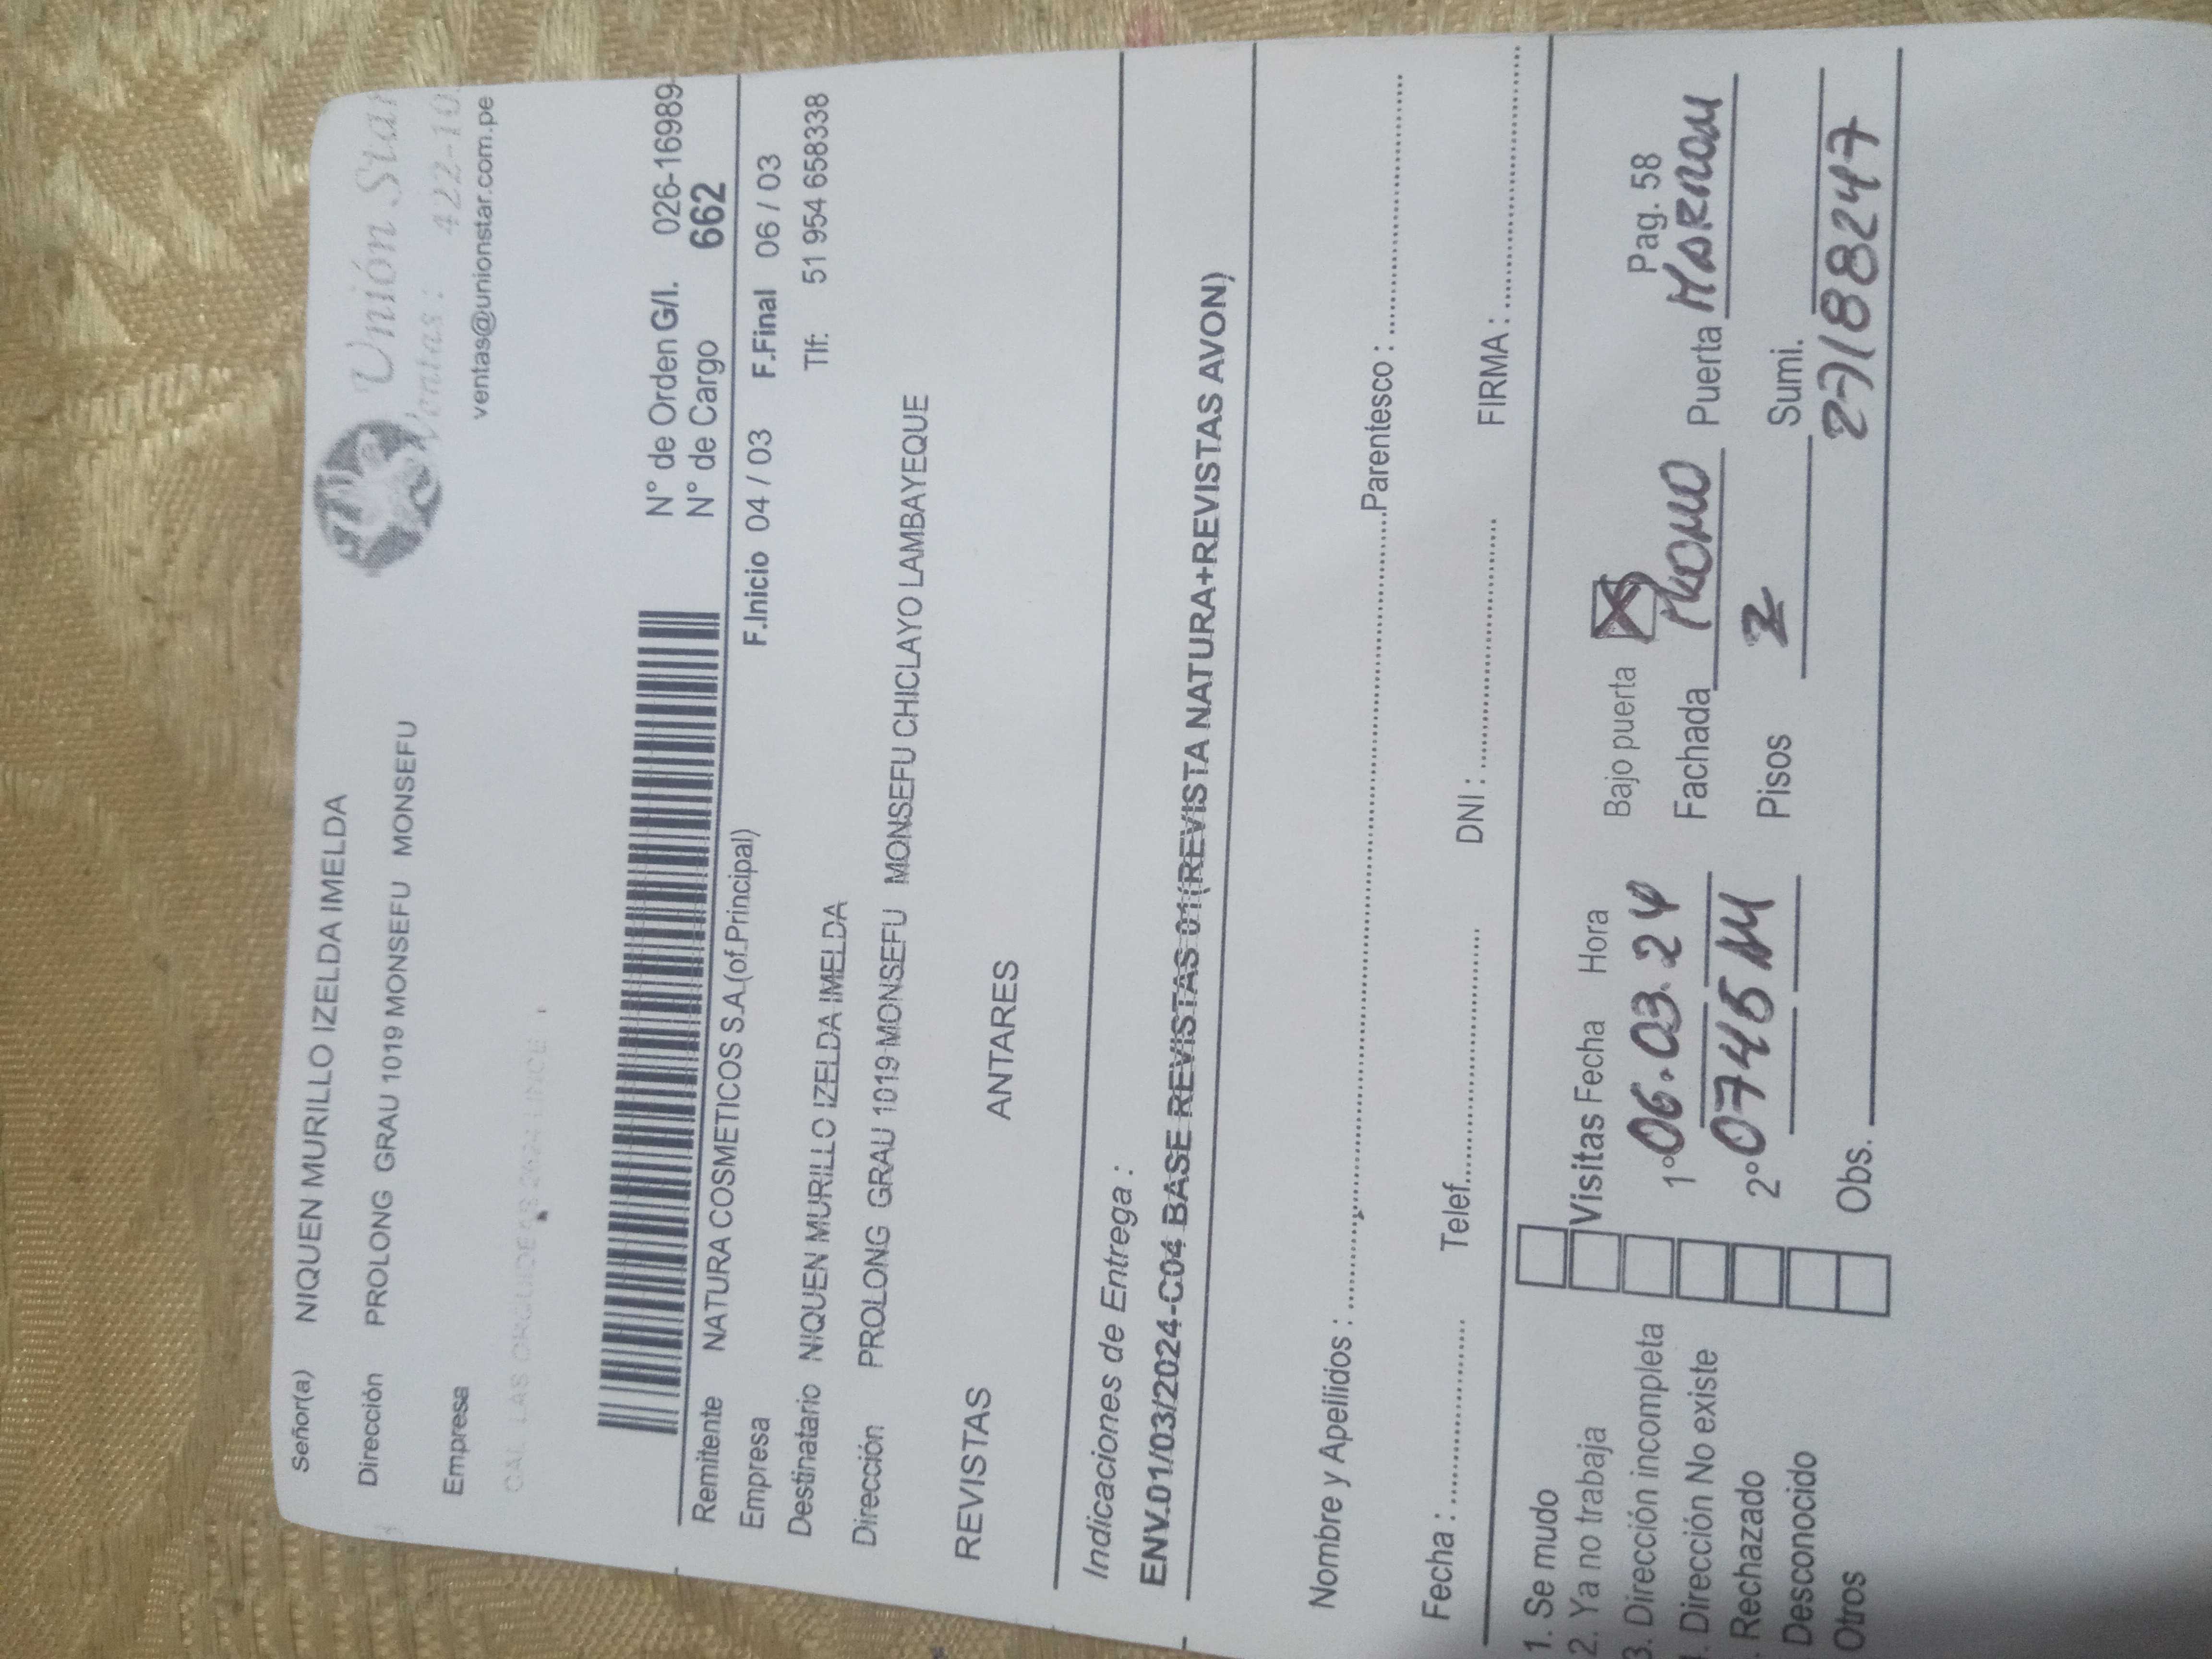 Señor(a) NIQUEN MURILLO IZELDA IMELDA
Unión Star
Dirección PROLONG GRAU 1019 MONSEFU MONSEFU
Ventas: 422-10
Empresa
ventas@unionstar.com.pe
N° de Orden G/I. 026-16989
N° de Cargo 662
Remitente NATURA COSMETICOS S.A.(of.Principal)
Empresa
F.Inicio 04 / 03 F.Final 06 / 03
Destinatario NIQUEN MURILLO IZELDA IMELDA
Tlf: 51 954 658338
Dirección PROLONG GRAU 1019 MONSEFU MONSEFU CHICLAYO LAMBAYEQUE
REVISTAS ANTARES
Indicaciones de Entrega :
ENV.01/03/2024-C04 BASE REVISTAS 01(REVISTA NATURA+REVISTAS AVON)
Nombre y Apellidos : Parentesco :
Fecha : Telef. DNI : FIRMA :
1. Se mudo
2. Ya no trabaja
3. Dirección incompleta
. Dirección No existe
. Rechazado
Desconocido
Otros
Visitas Fecha Hora
1° 06.03.24
2° 0745
Obs.
Bajo puerta X
Pag. 58
Fachada
Puerta
Pisos 2
Sumi.
27188247